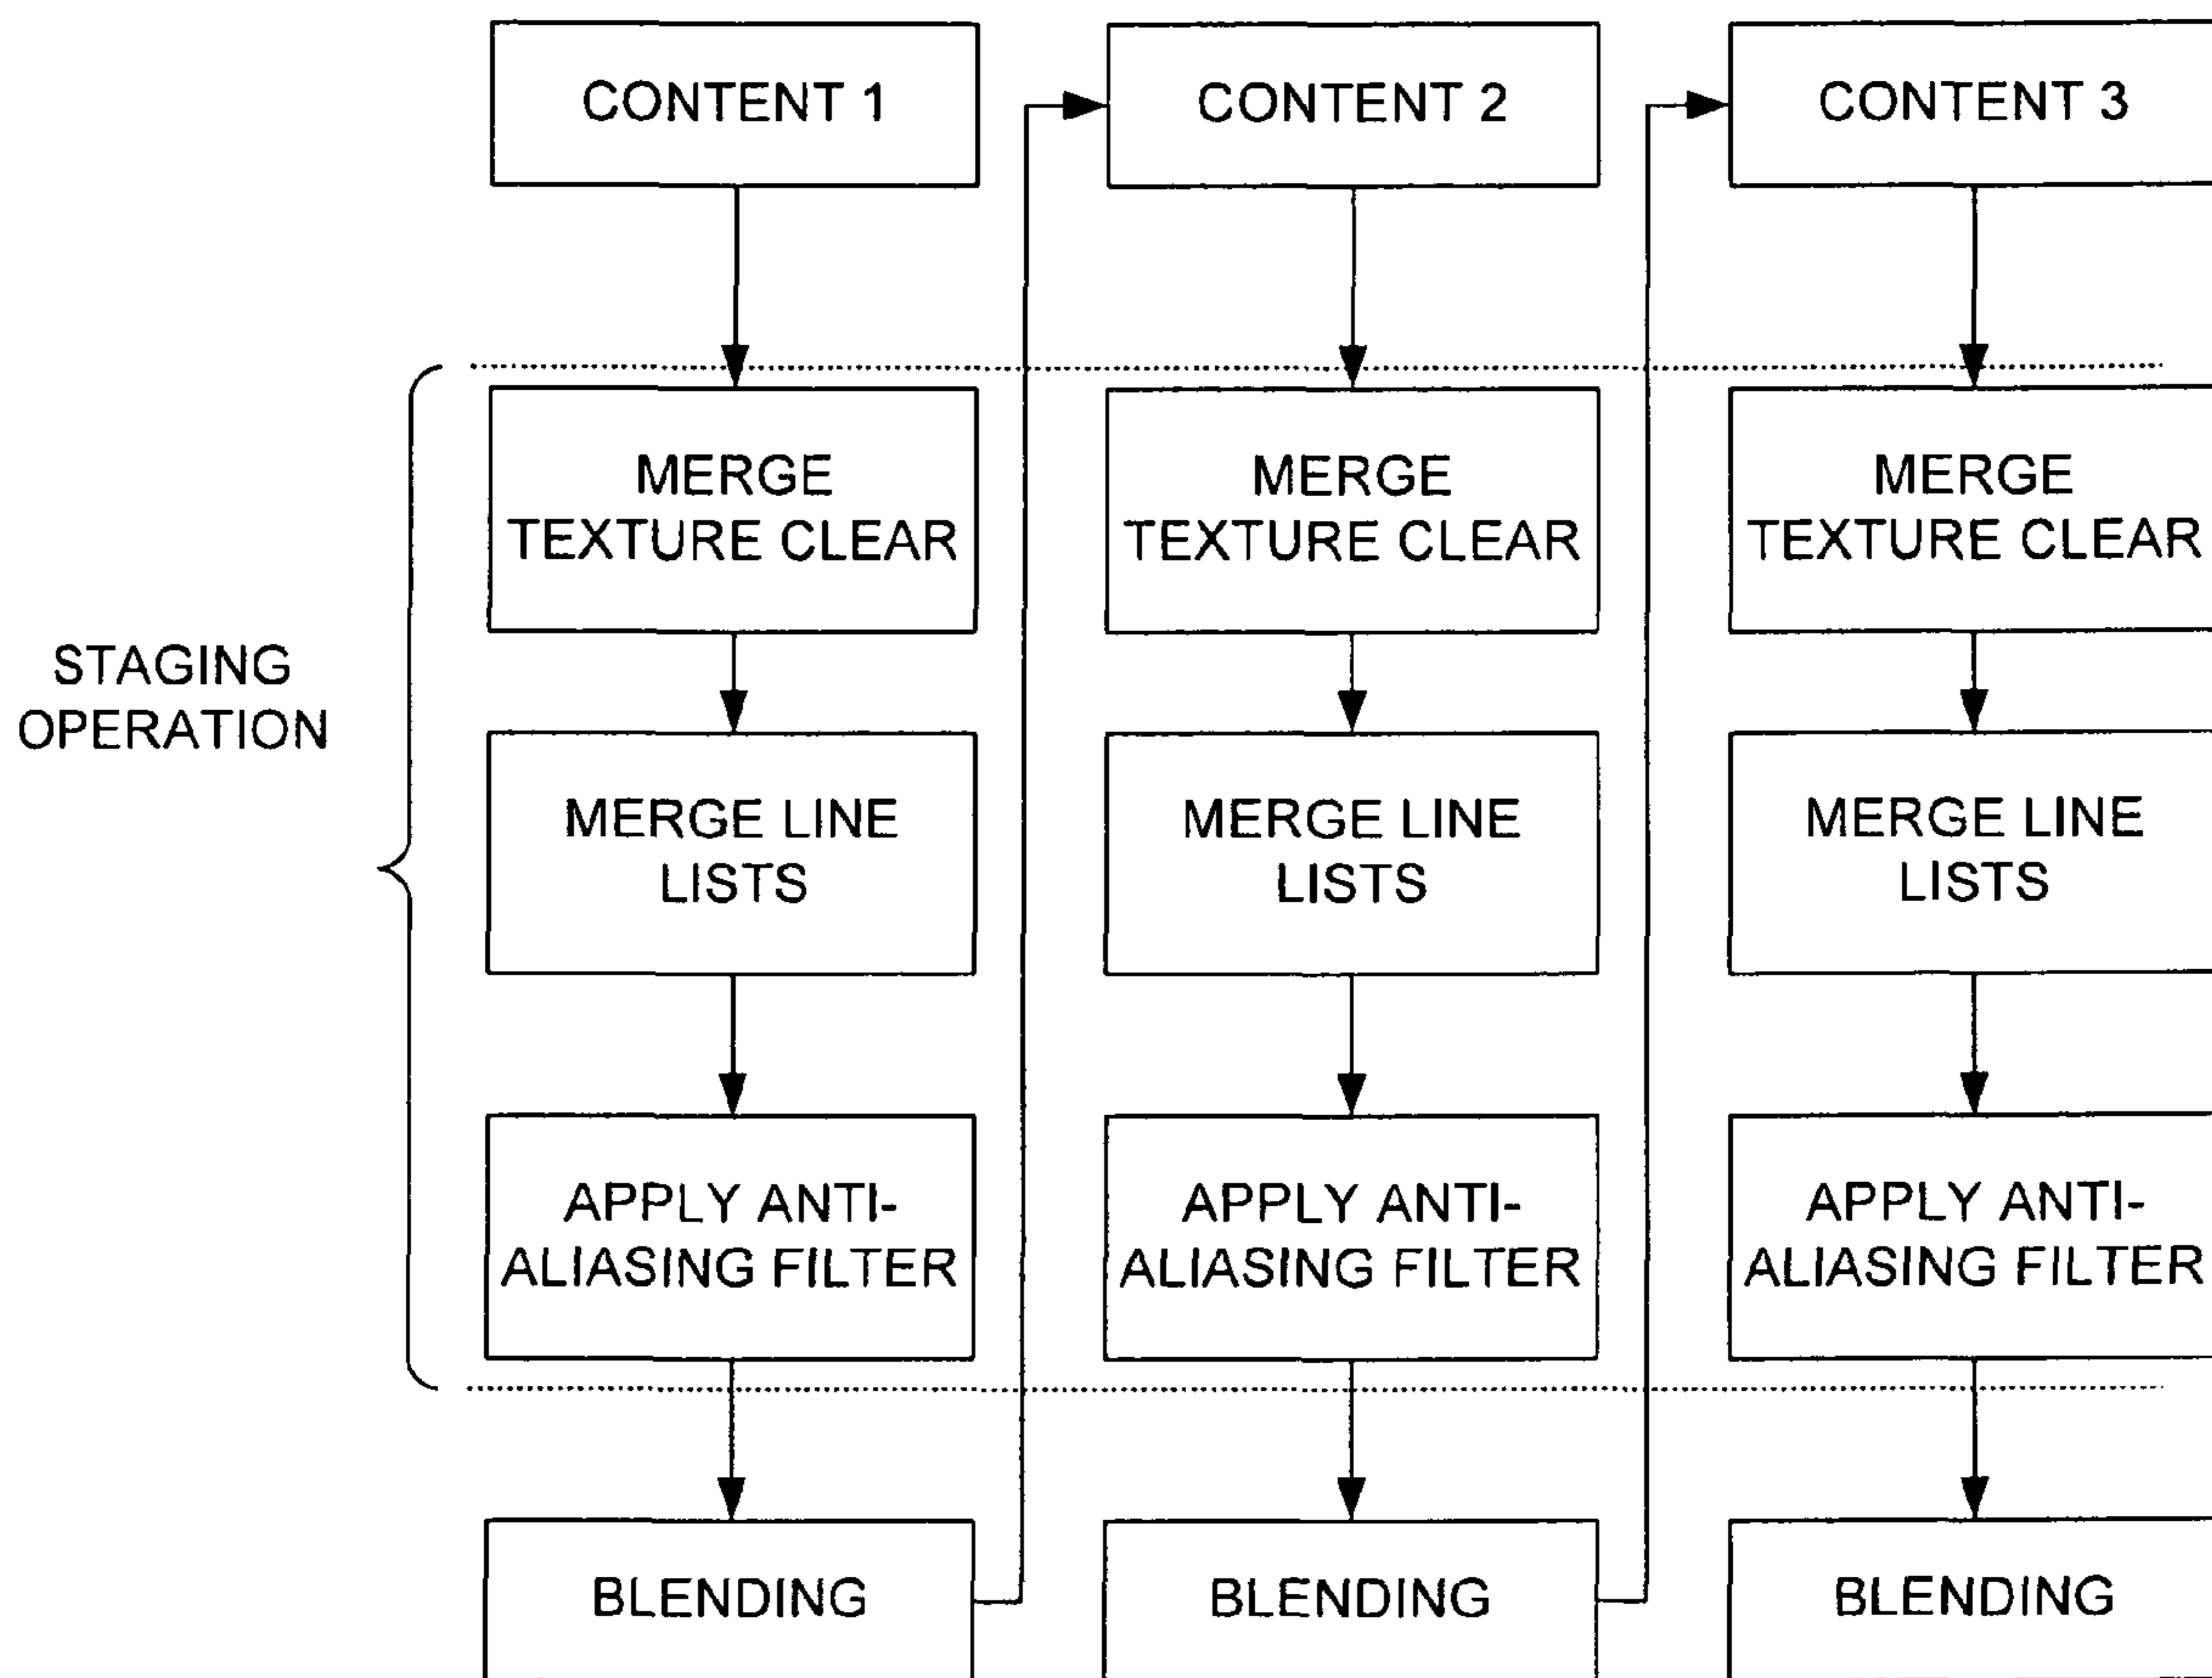 CONTENT 1
CONTENT 2
CONTENT 3
STAGING
OPERATION
MERGE
TEXTURE CLEAR
MERGE
TEXTURE CLEAR
MERGE
TEXTURE CLEAR
MERGE LINE
LISTS
MERGE LINE
LISTS
MERGE LINE
LISTS
APPLY ANTI-
ALIASING FILTER
APPLY ANTI-
ALIASING FILTER
APPLY ANTI-
ALIASING FILTER
BLENDING
BLENDING
BLENDING